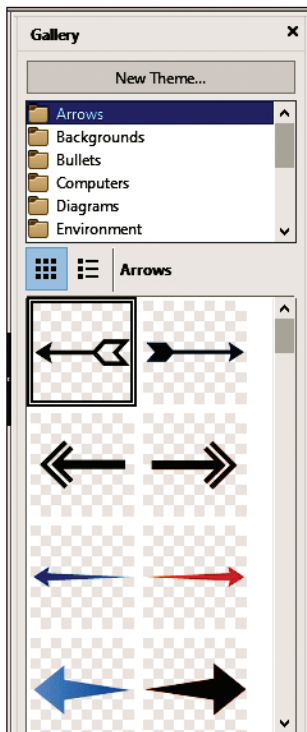 Gallery
New Theme...
Arrows
Backgrounds
Bullets
Computers
Diagrams
Environment
Arrows